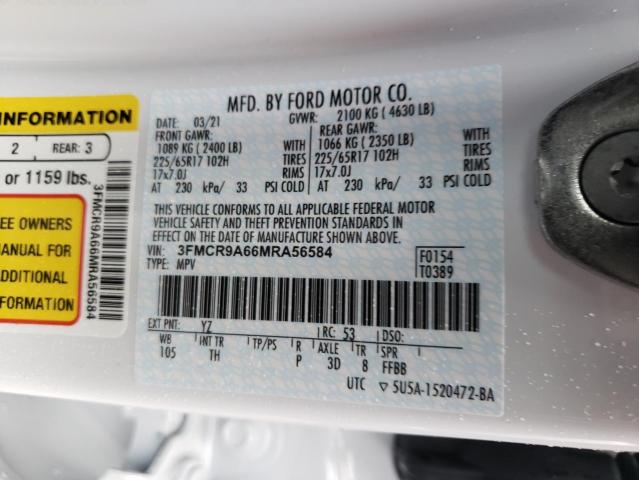 INFORMATION
2 REAR: 3
or 1159 lbs.
EE OWNERS
MANUAL FOR
ADDITIONAL
INFORMATION
3FMCR9A66MRA56584
MFD. BY FORD MOTOR CO.
DATE: 03/21 GVWR: 2100 KG ( 4630 LB)
FRONT GAWR: REAR GAWR:
1089 KG ( 2400 LB) 1066 KG ( 2350 LB)
225/65R17 102H TIRES 225/65R17 102H TIRES
17x7.0J RIMS 17x7.0J RIMS
AT 230 kPa/ 33 PSI COLD AT 230 kPa/ 33 PSI COLD
THIS VEHICLE CONFORMS TO ALL APPLICABLE FEDERAL MOTOR
VEHICLE SAFETY AND THEFT PREVENTION STANDARDS IN
EFFECT ON THE DATE OF MANUFACTURE SHOWN ABOVE.
VIN: 3FMCR9A66MRA56584 F0154
TYPE: MPV T0389
EXT PNT: YZ RC: 53 DSO:
WB INT TR TP/PS R AXLE TR SPR
105 TH P 3D 8 FFBB
UTC ▽ 5U5A-1520472-BA